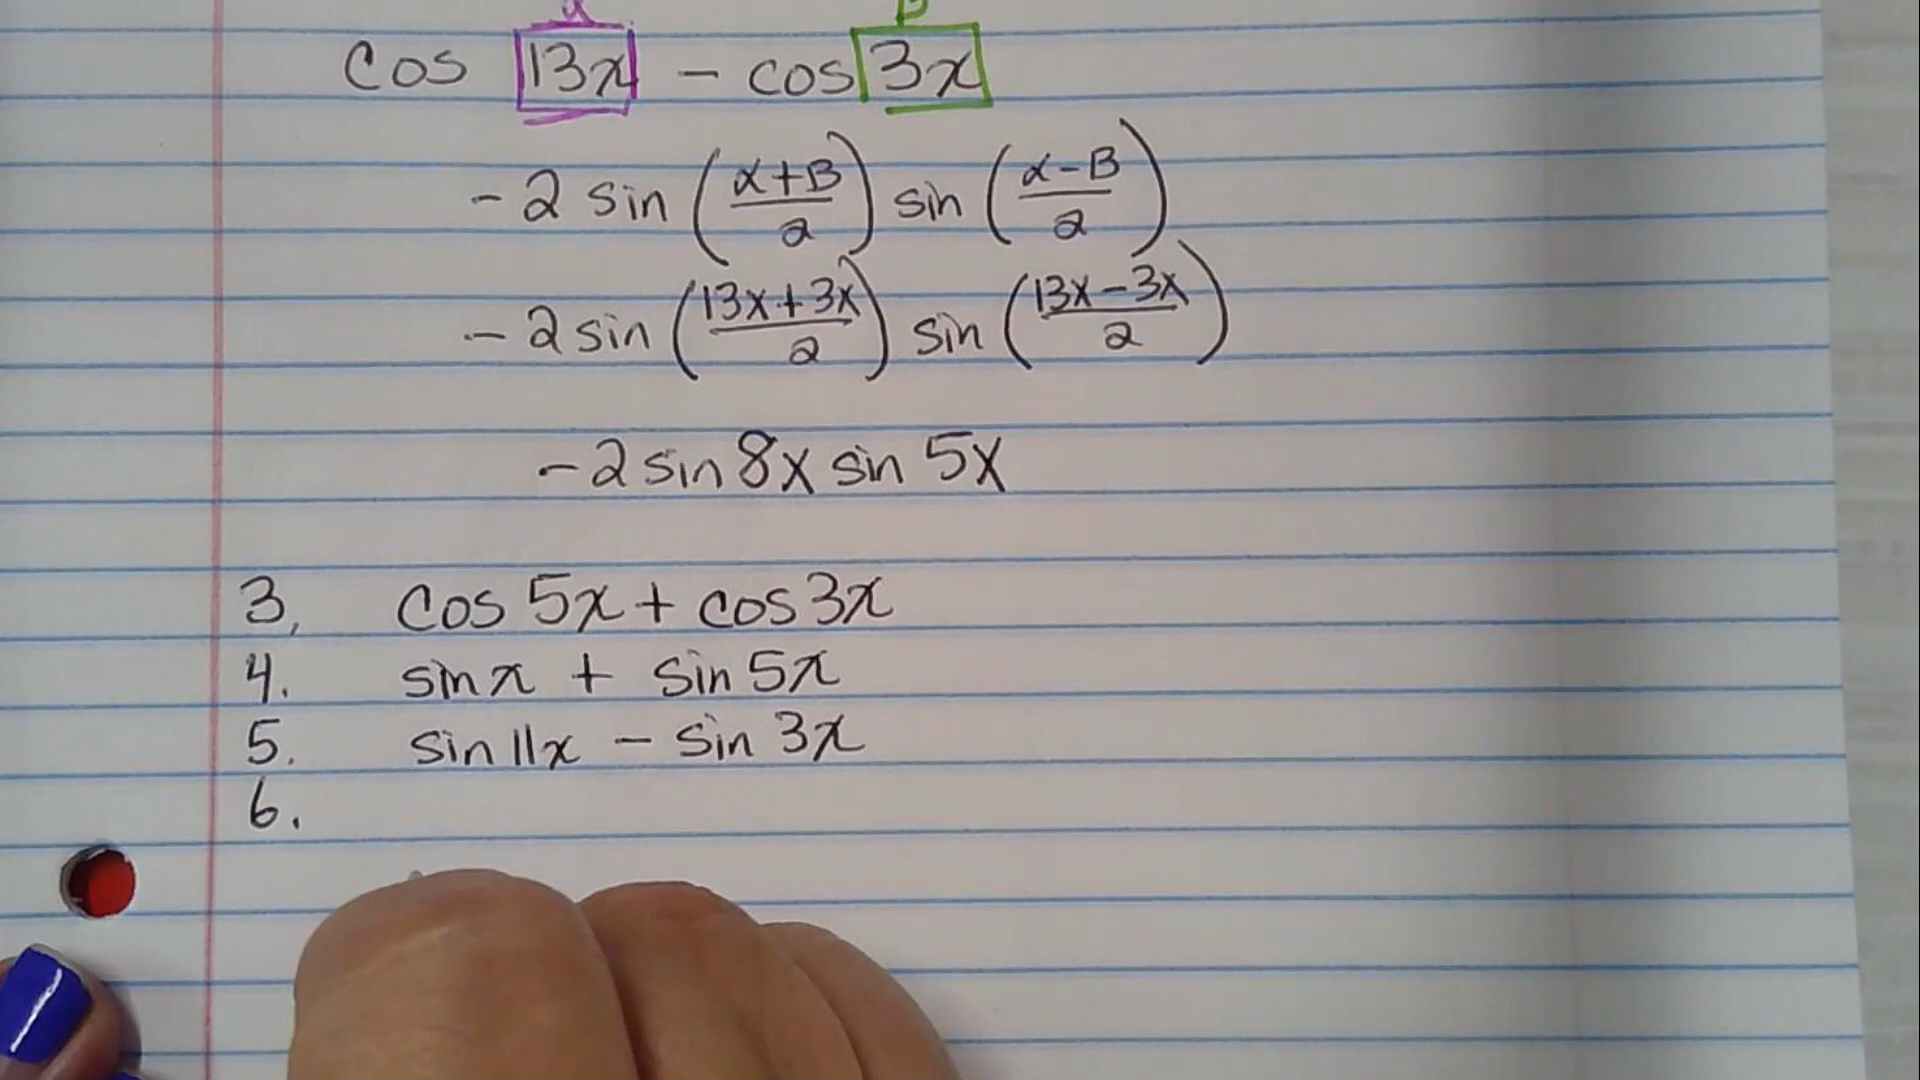 α β
cos 13x - cos 3x
-2 sin (α+B/2) sin (α-B/2)
-2 sin (13x+3x/2) sin (13x-3x/2)
-2 sin 8x sin 5x
3, cos 5x + cos 3x
4. sin x + sin 5x
5. sin 11x - sin 3x
6.